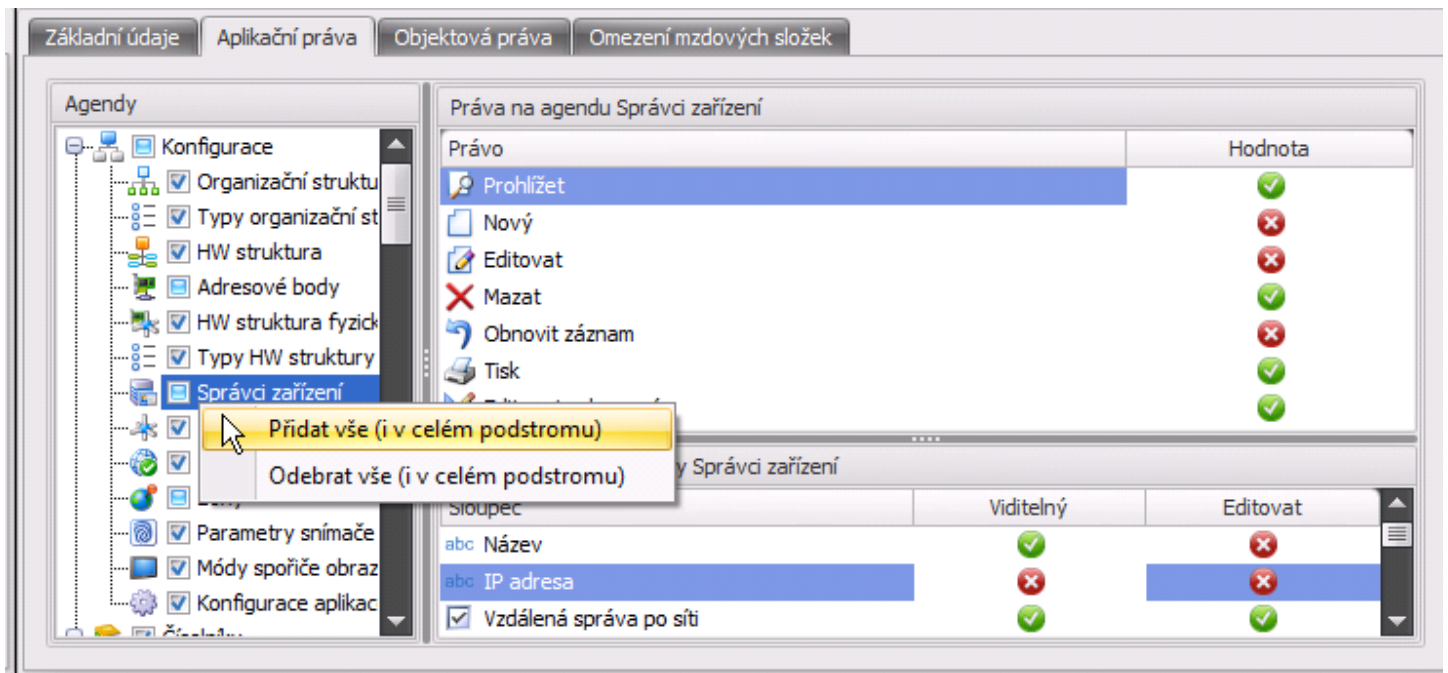 Základní údaje Aplikační práva Objektová práva Omezení mzdových složek
Agendy
Konfigurace
Organizační struktu
Typy organizační st
HW struktura
Adresové body
HW struktura fyzick
Typy HW struktury
Správci zařízení
Přidat vše (i v celém podstromu)
Odebrat vše (i v celém podstromu)
Parametry snímače
Módy spořiče obraz
Konfigurace aplikac
Číselníky
Práva na agendu Správci zařízení
Právo Hodnota
Prohlížet
Nový
Editovat
Mazat
Obnovit záznam
Tisk
y Správci zařízení
Sloupec Viditelný Editovat
abc Název
abc IP adresa
Vzdálená správa po síti